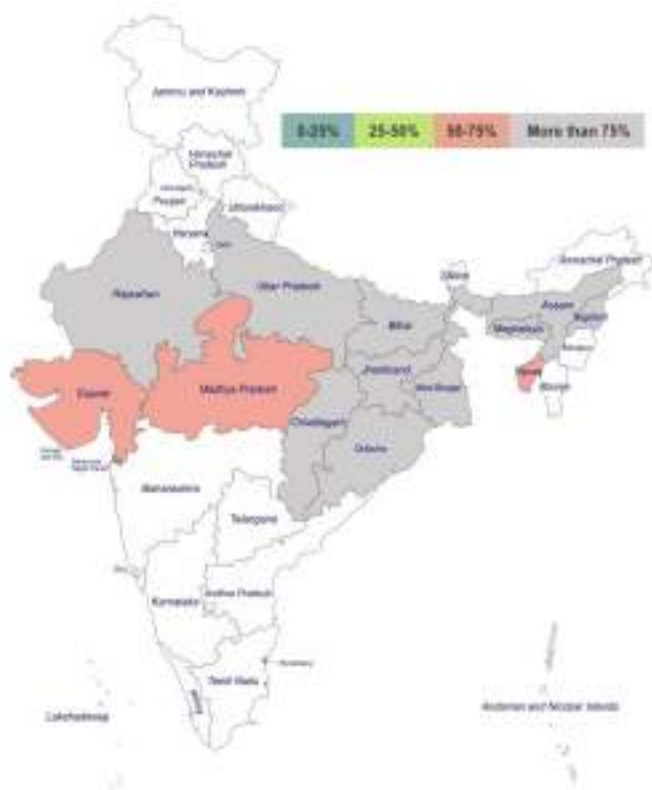 Jammu and Kashmir
0-25% 25-50% 50-75% More than 75%
Himachal
Pradesh
Punjab
Uttarakhand
Haryana
Delhi
Arunachal Pradesh
Sikkim
Rajasthan
Uttar Pradesh
Assam
Nagaland
Bihar
Meghalaya
Manipur
Jharkhand
Tripura
Gujarat
Madhya Pradesh
West Bengal
Mizoram
Chhattisgarh
Odisha
Maharashtra
Telangana
Goa
Karnataka
Andhra Pradesh
Puducherry
Tamil Nadu
Kerala
Lakshadweep
Andaman and Nicobar Islands